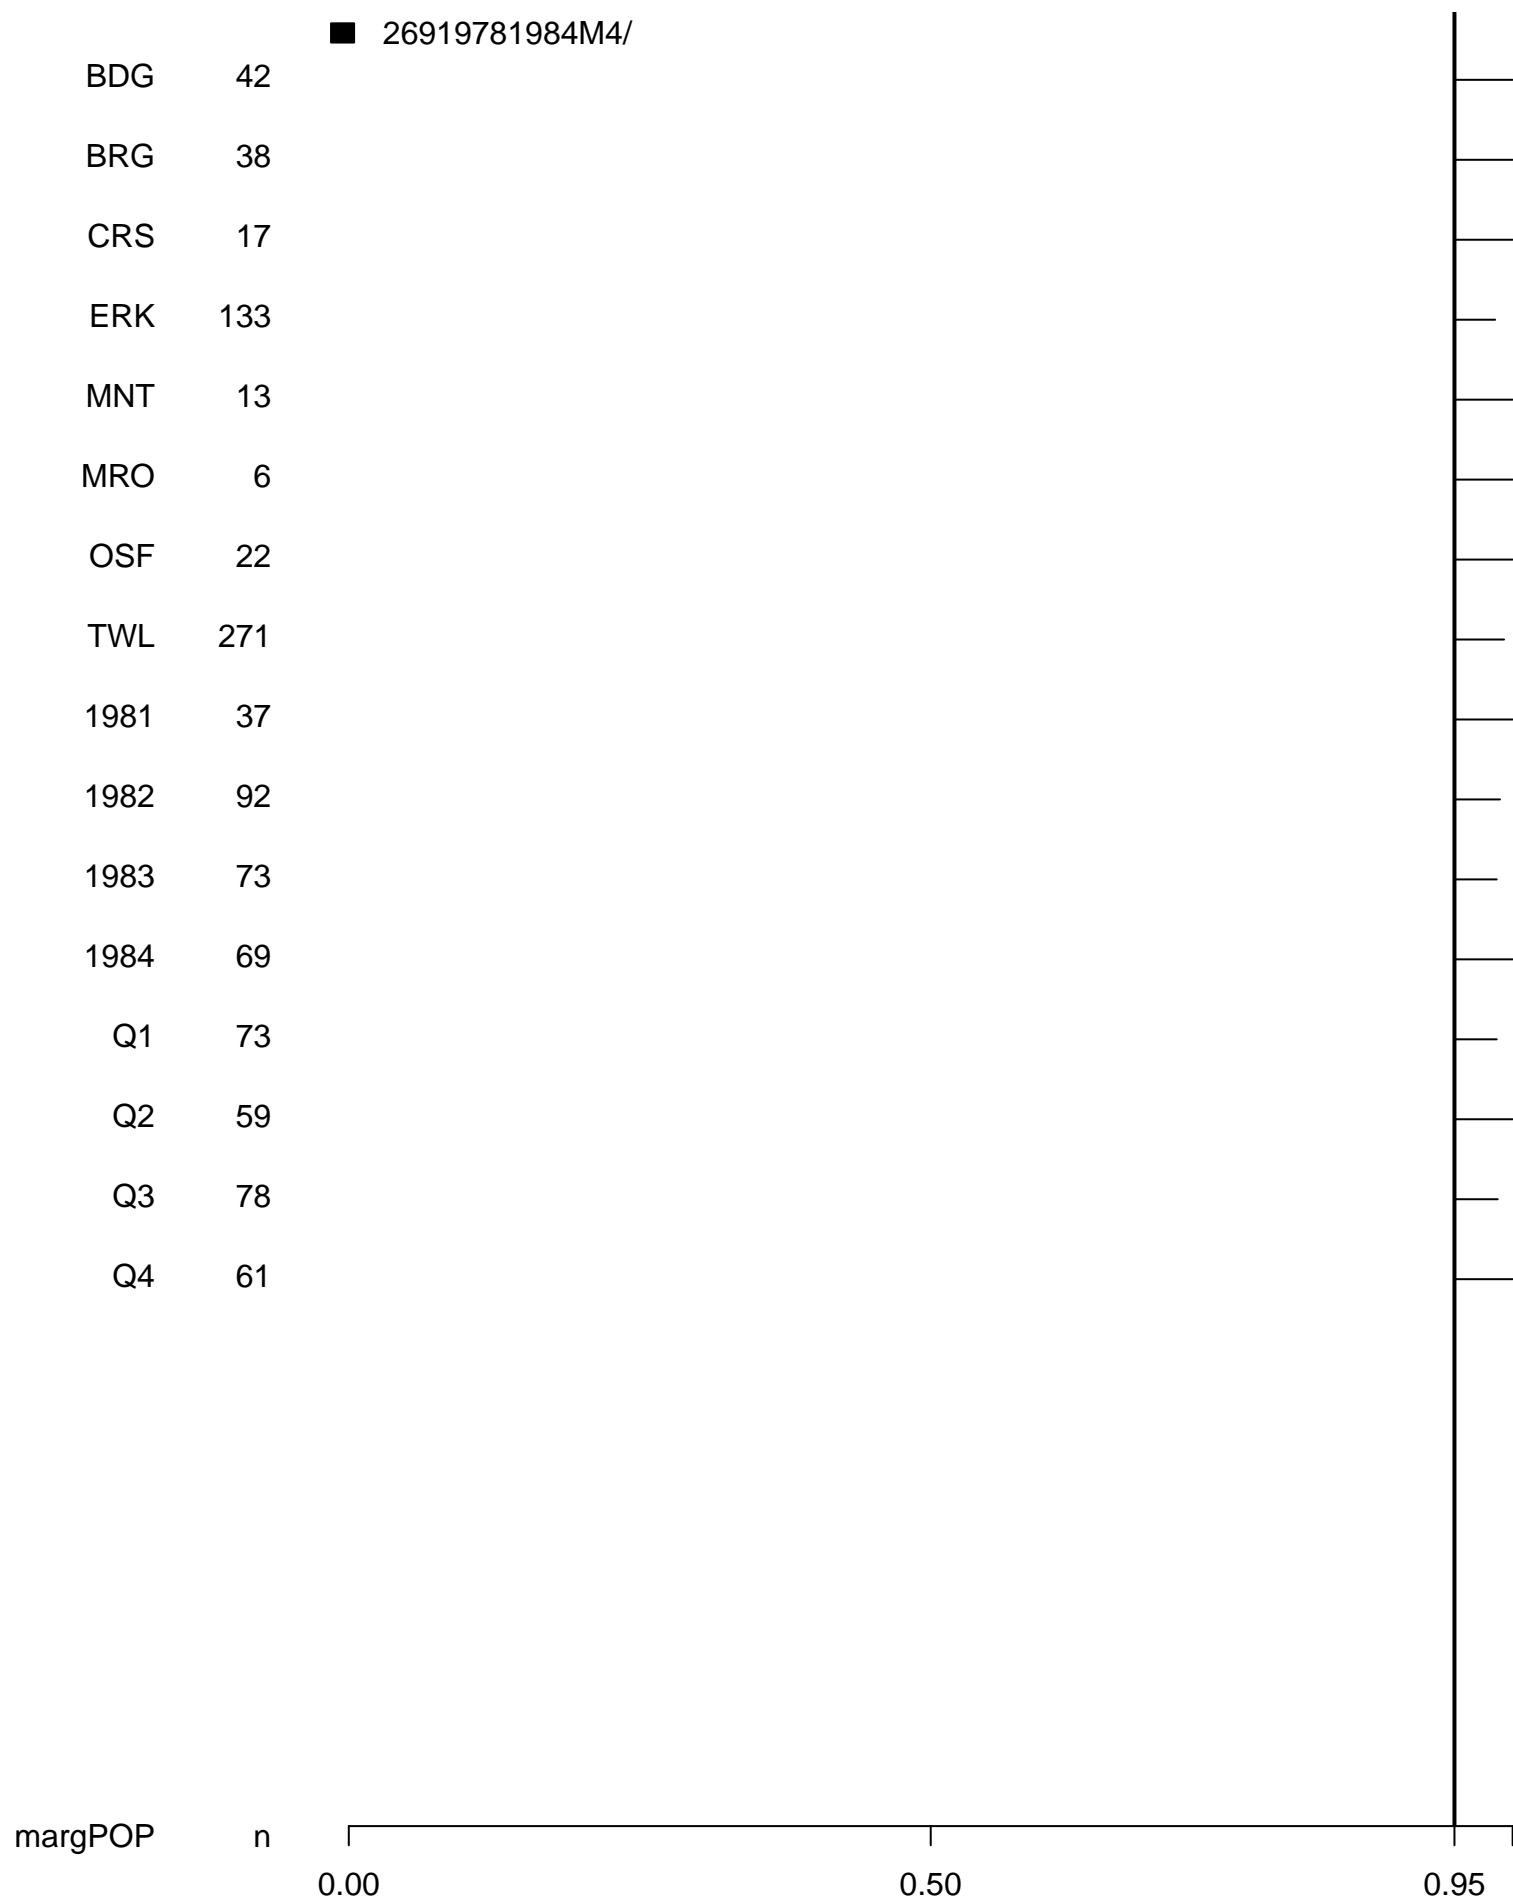 26919781984M4/
BDG 42
BRG 38
CRS 17
ERK 133
MNT 13
MRO 6
OSF 22
TWL 271
1981 37
1982 92
1983 73
1984 69
Q1 73
Q2 59
Q3 78
Q4 61
margPOP n
0.00 0.50 0.95